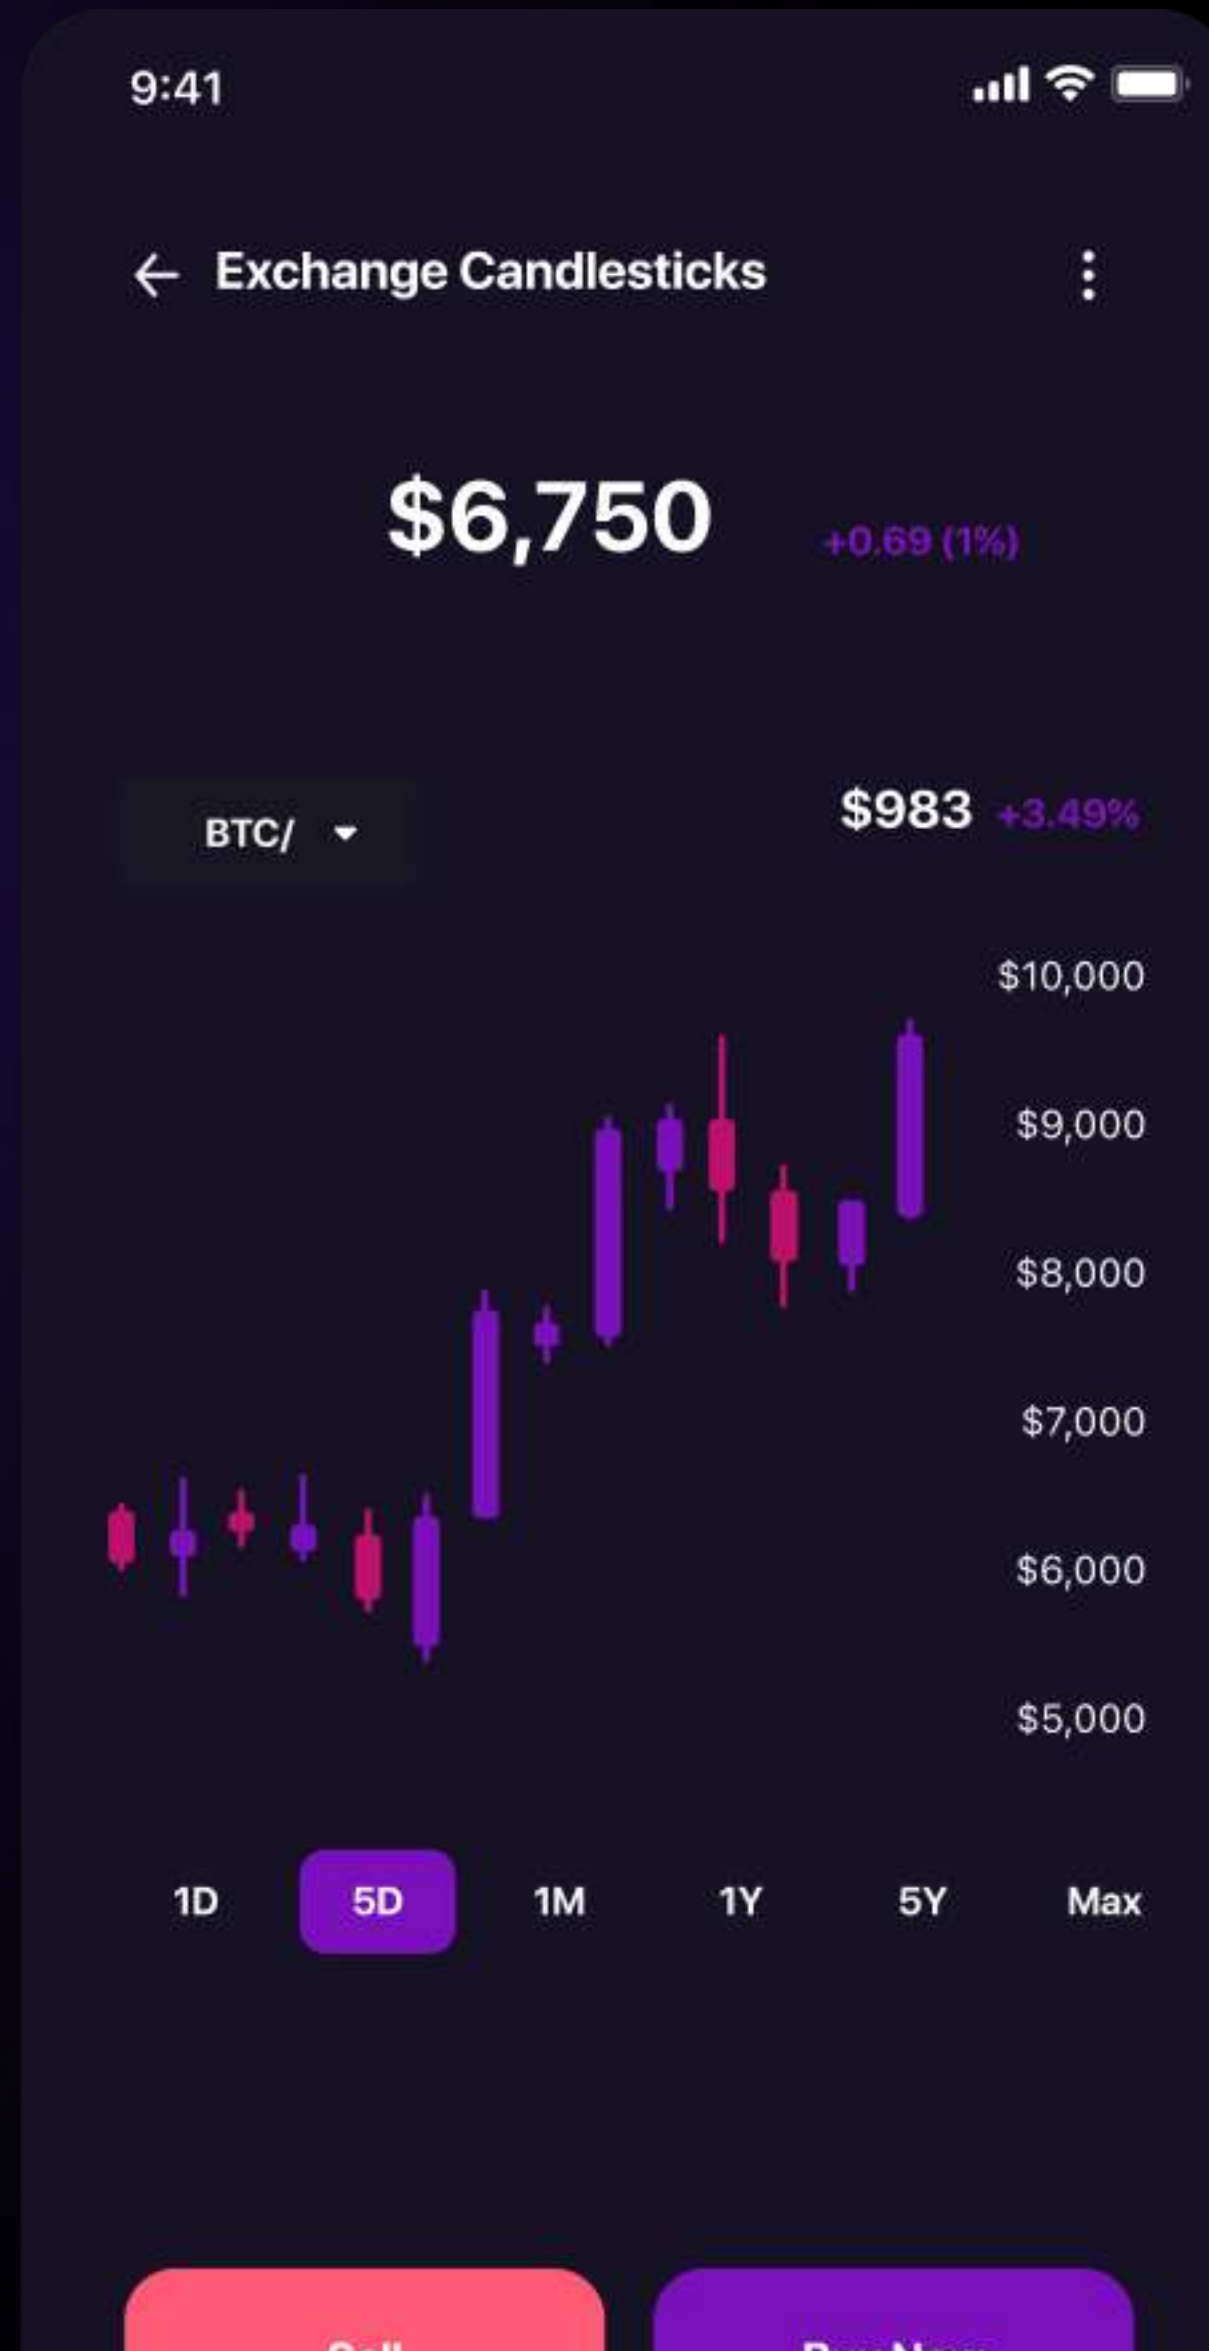 9:41
Exchange Candlesticks
$6,750 +0.69 (1%)
BTC/
$983 +3.49%
$10,000
$9,000
$8,000
$7,000
$6,000
$5,000
1D 5D 1M 1Y 5Y Max